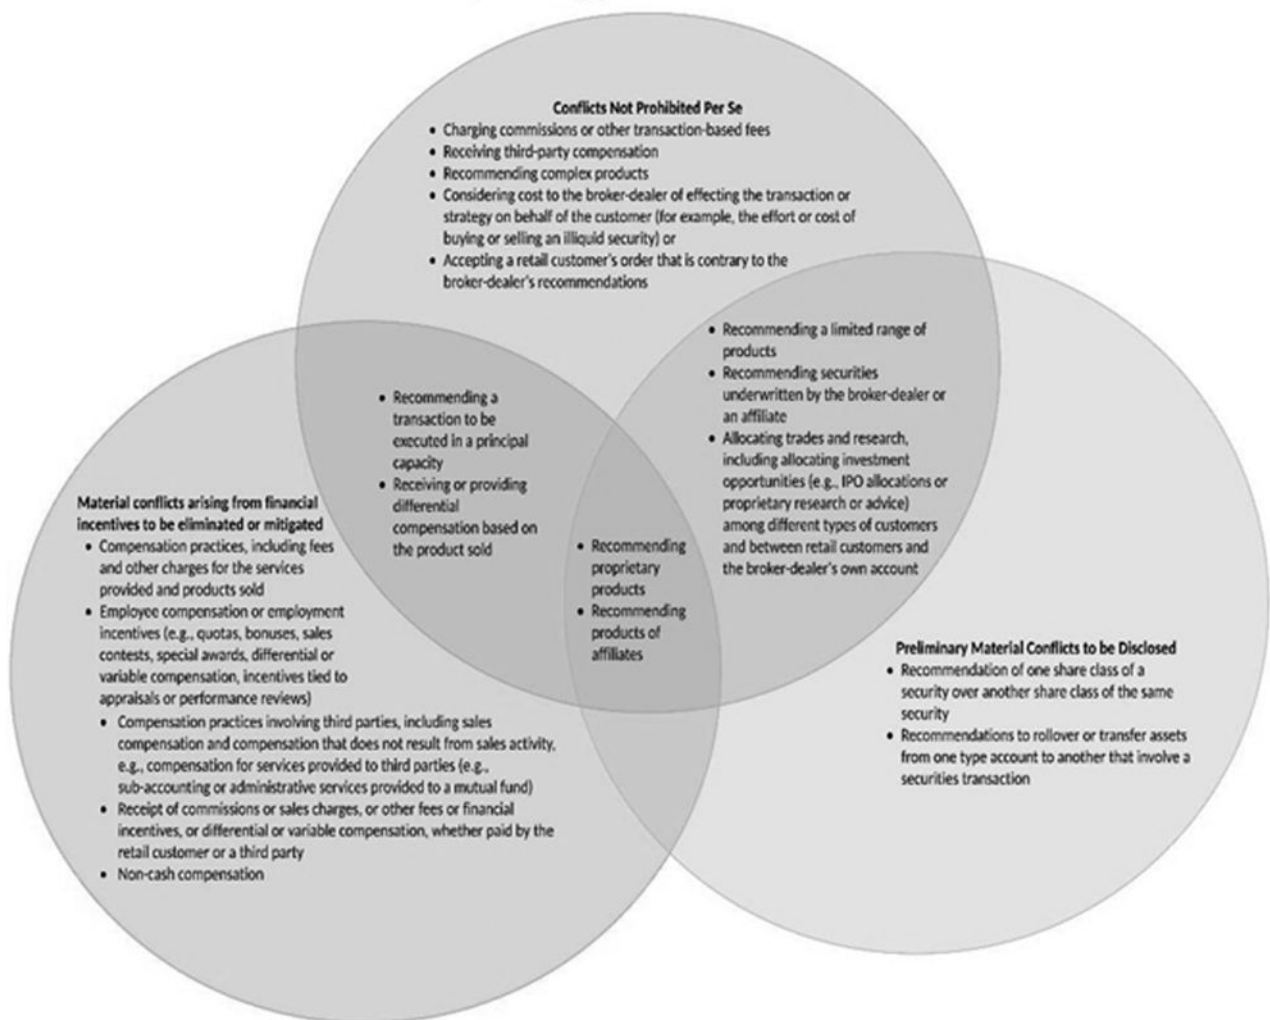 Conflicts Not Prohibited Per Se
• Charging commissions or other transaction-based fees
• Receiving third-party compensation
• Recommending complex products
• Considering cost to the broker-dealer of effecting the transaction or
strategy on behalf of the customer (for example, the effort or cost of
buying or selling an illiquid security) or
• Accepting a retail customer's order that is contrary to the
broker-dealer's recommendations
• Recommending a limited range of
products
• Recommending securities
underwritten by the broker-dealer or
an affiliate
• Allocating trades and research,
including allocating investment
opportunities (e.g., IPO allocations or
proprietary research or advice)
among different types of customers
and between retail customers and
the broker-dealer's own account
• Recommending a
transaction to be
executed in a principal
capacity
• Receiving or providing
differential
compensation based on
the product sold
• Recommending
proprietary
products
• Recommending
products of
affiliates
Material conflicts arising from financial
incentives to be eliminated or mitigated
• Compensation practices, including fees
and other charges for the services
provided and products sold
• Employee compensation or employment
incentives (e.g., quotas, bonuses, sales
contests, special awards, differential or
variable compensation, incentives tied to
appraisals or performance reviews)
• Compensation practices involving third parties, including sales
compensation and compensation that does not result from sales activity,
e.g., compensation for services provided to third parties (e.g.,
sub-accounting or administrative services provided to a mutual fund)
• Receipt of commissions or sales charges, or other fees or financial
incentives, or differential or variable compensation, whether paid by the
retail customer or a third party
• Non-cash compensation
Preliminary Material Conflicts to be Disclosed
• Recommendation of one share class of a
security over another share class of the same
security
• Recommendations to rollover or transfer assets
from one type account to another that involve a
securities transaction